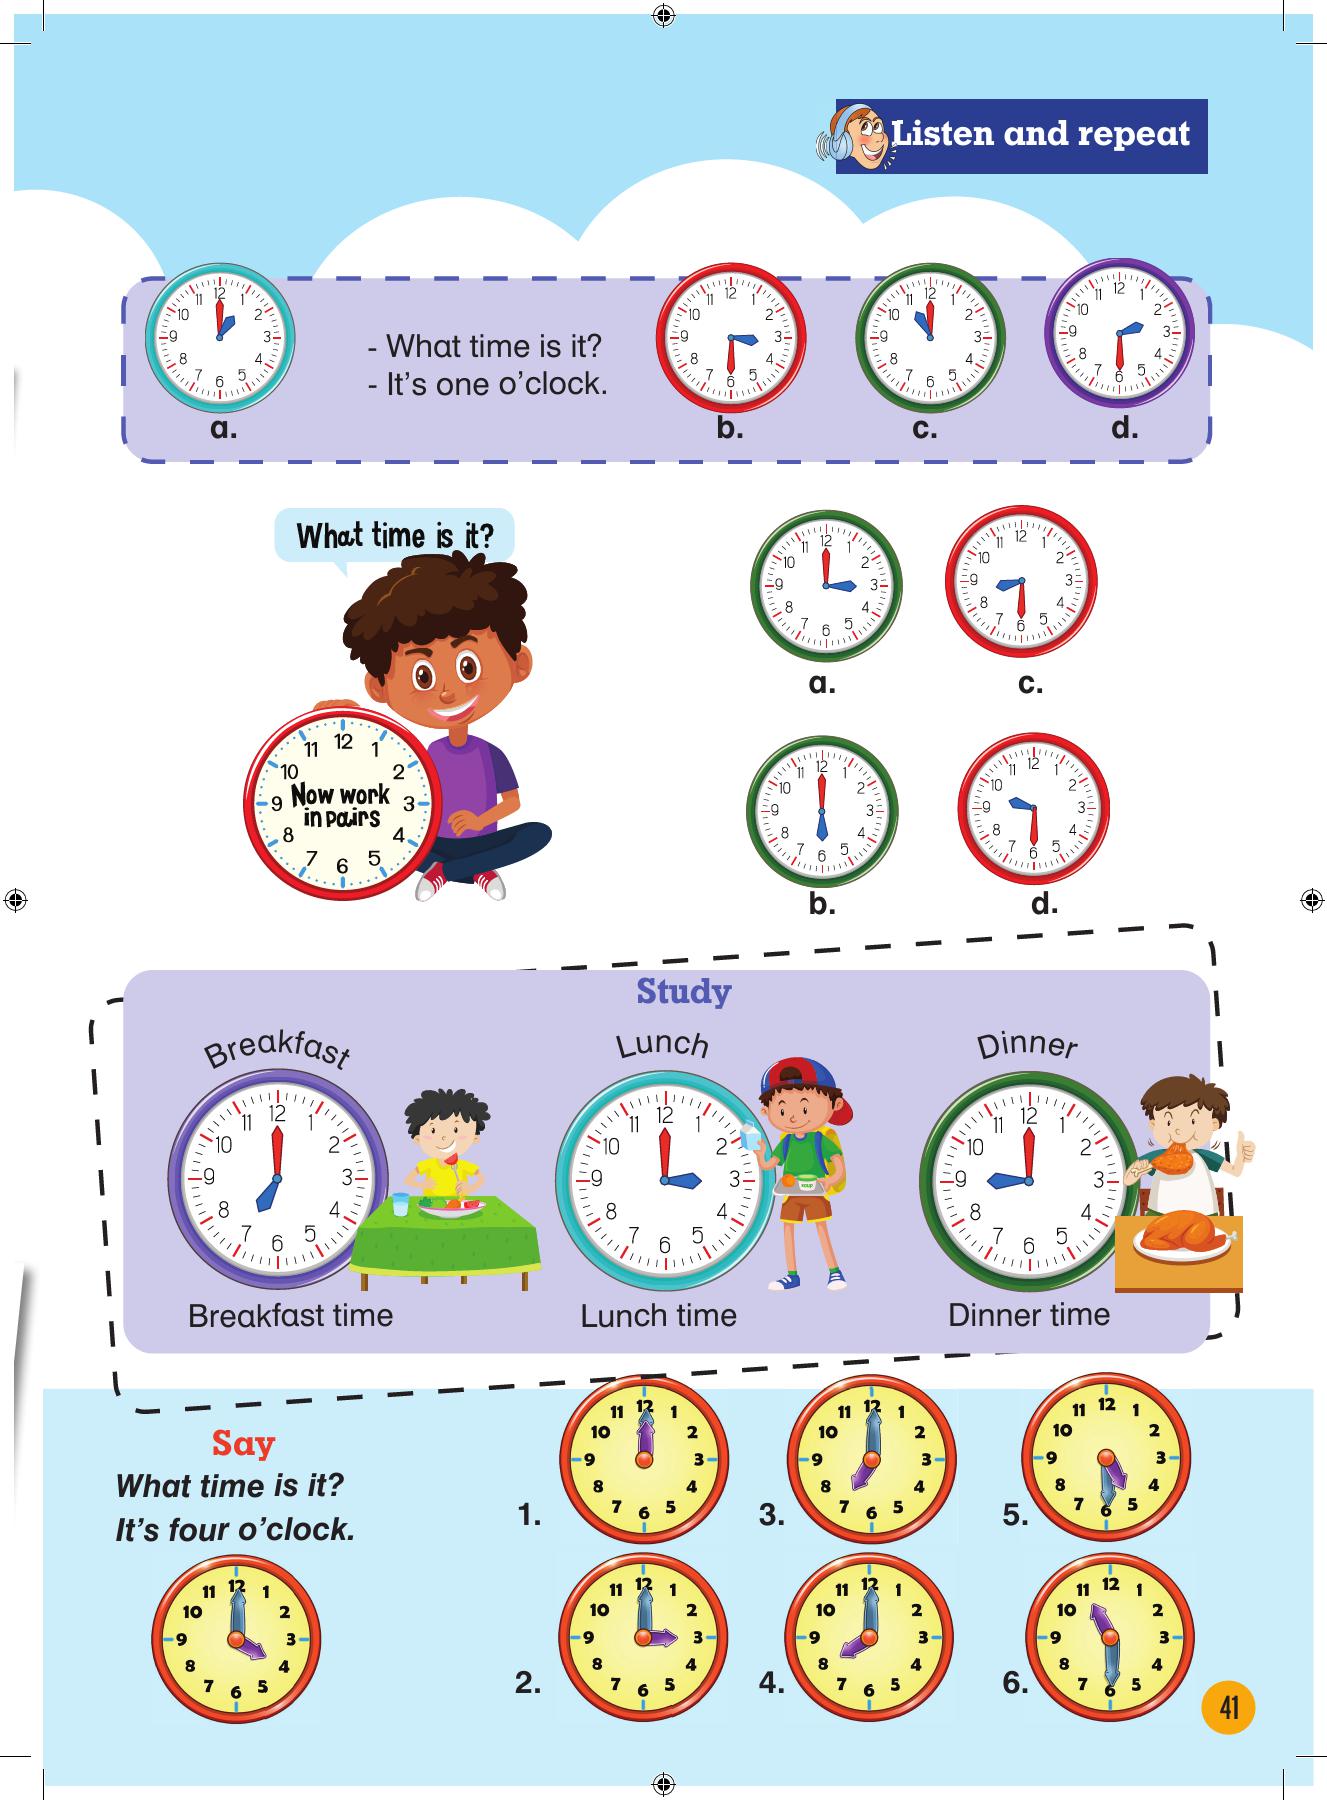 Listen and repeat
- What time is it?
- It's one o'clock.
a.
b.
c.
d.
What time is it?
Now work
in pairs
a.
c.
b.
d.
Study
Breakfast
Lunch
Dinner
soup
Breakfast time
Lunch time
Dinner time
Say
What time is it?
It's four o'clock.
1.
3.
5.
2.
4.
6.
41